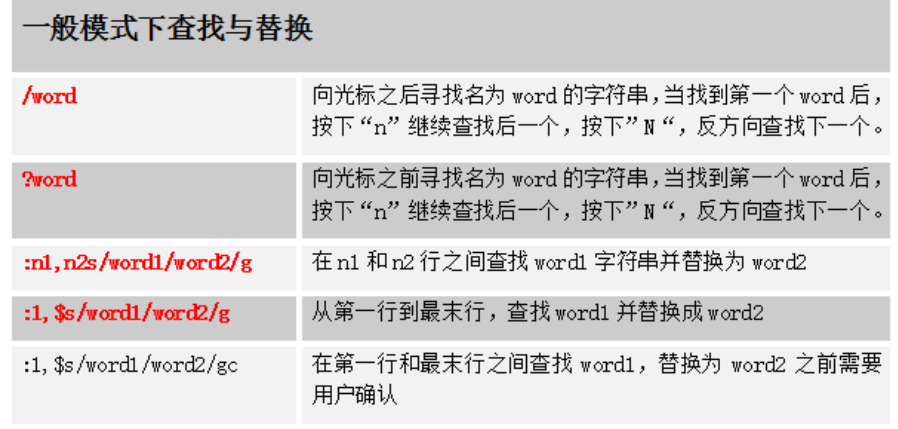 一般模式下查找与替换
/word
向光标之后寻找名为 word 的字符串，当找到第一个 word 后，
按下“n”继续查找后一个，按下”N“，反方向查找下一个。
?word
向光标之前寻找名为 word 的字符串，当找到第一个 word 后，
按下“n”继续查找后一个，按下”N“，反方向查找下一个。
:n1,n2s/word1/word2/g
在 n1 和 n2 行之间查找 word1 字符串并替换为 word2
:1,$s/word1/word2/g
从第一行到最末行，查找 word1 并替换成 word2
:1,$s/word1/word2/gc
在第一行和最末行之间查找 word1，替换为 word2 之前需要
用户确认